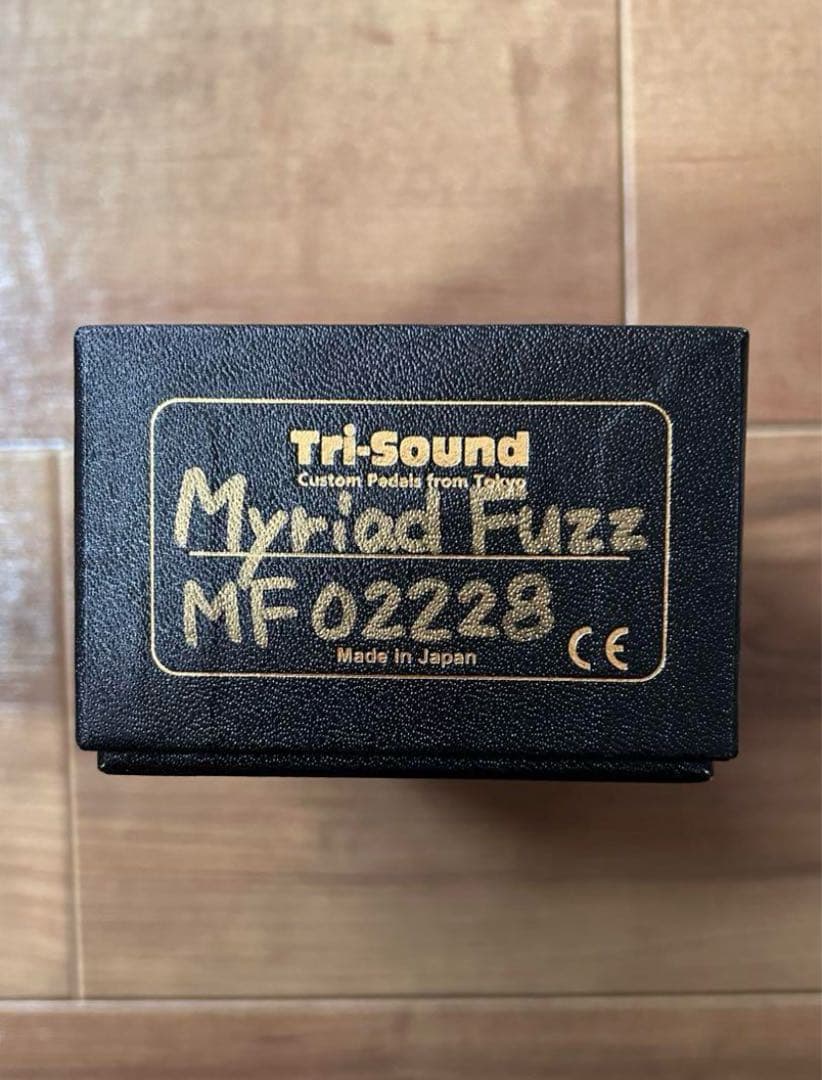 Tri-Sound
Custom Pedals from Tokyo
Myriad Fuzz
MF02228
Made in Japan
CE